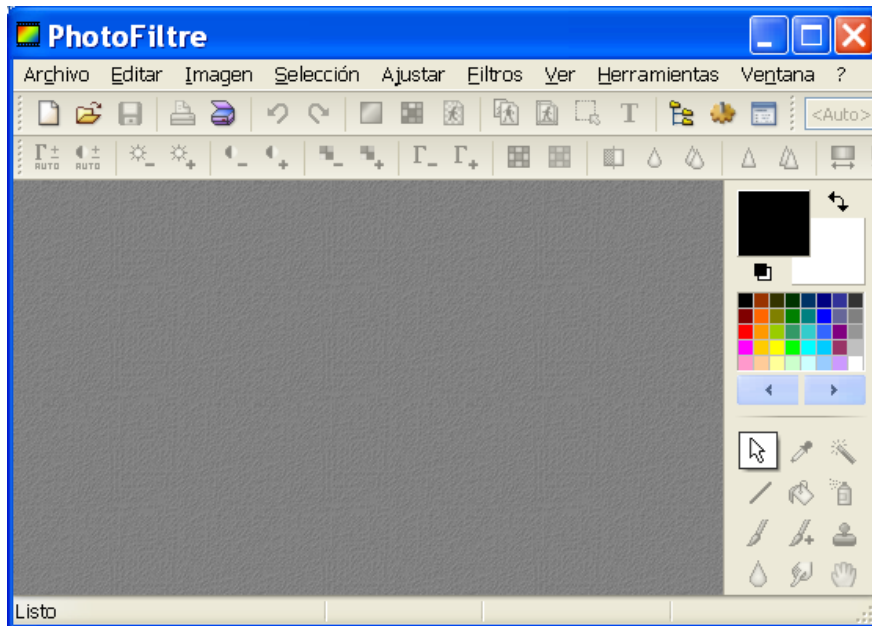 PhotoFiltre
Archivo Editar Imagen Selección Ajustar Filtros Ver Herramientas Ventana ?
T <Auto>
Γ± AUTO ± AUTO Γ- Γ+
Listo